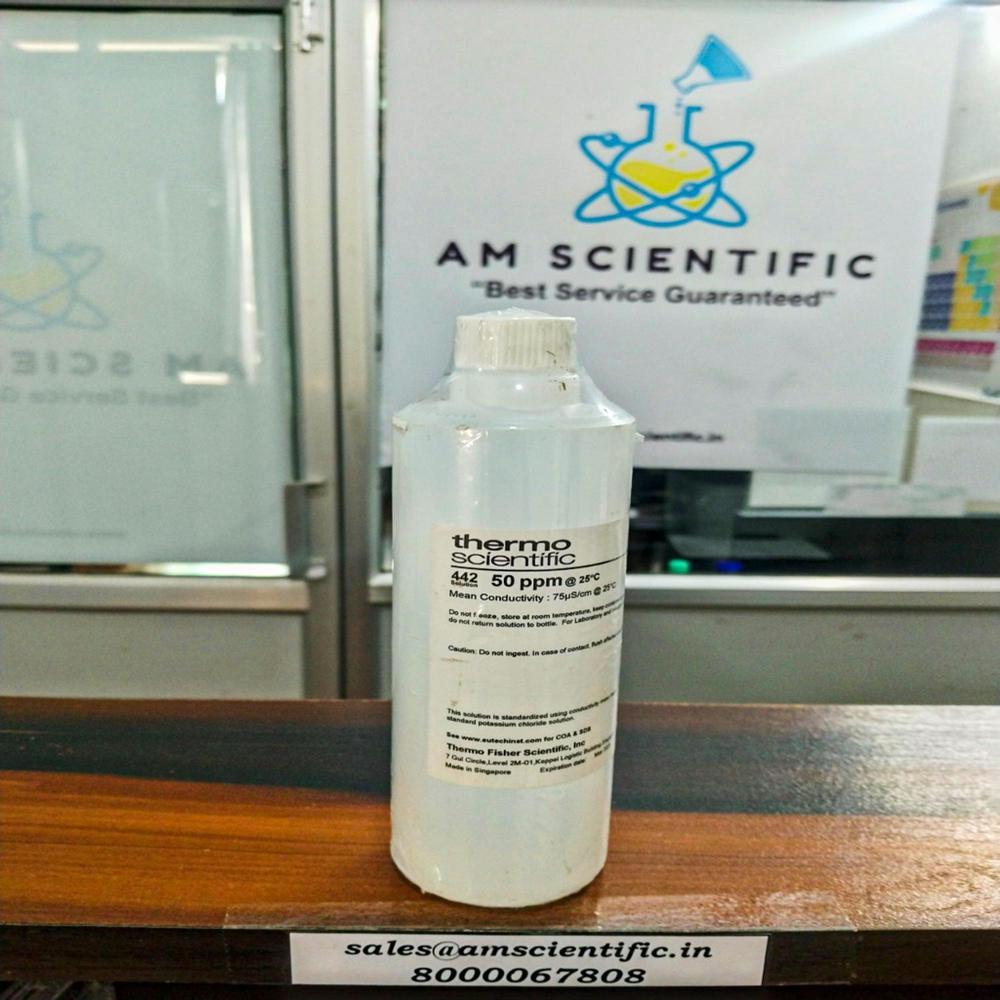 AM SCIENTIFIC
"Best Service Guaranteed"
thermo
scientific
442
Solution
50 ppm @ 25°C
Mean Conductivity : 75µS/cm @ 25°C
Do not freeze, store at room temperature, keep
do not return solution to bottle. For Laboratory and
Caution: Do not ingest. In case of contact, flush
This solution is standardized using conductivity
standard potassium chloride solution.
See www.eutechinst.com for COA & SDS
Thermo Fisher Scientific, Inc
7 Gul Circle,Level 2M-01,Keppel Logistic Building
Made in Singapore
Expiration date:
sales@amscientific.in
8000067808